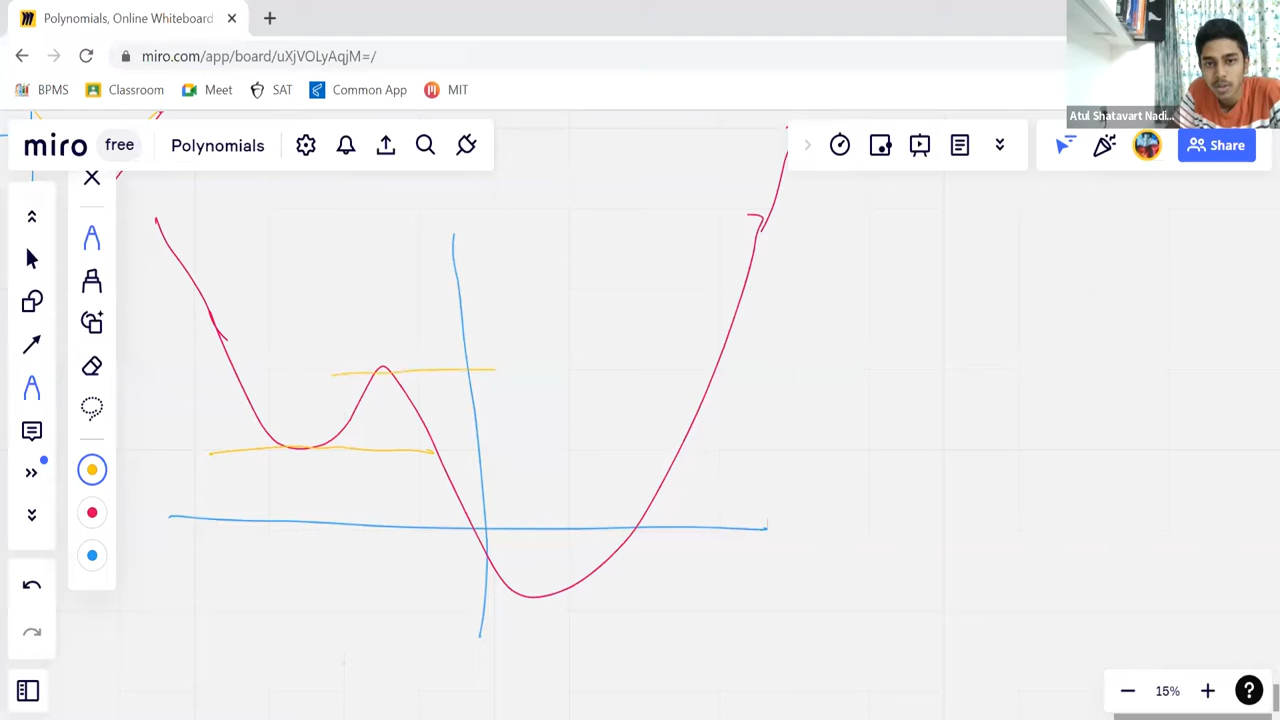 Polynomials, Online Whiteboard
miro.com/app/board/uXjVOLyAqjM=/
BPMS
Classroom
Meet
SAT
Common App
MIT
Atul Shatavart Nadi...
miro
free
Polynomials
Share
15%